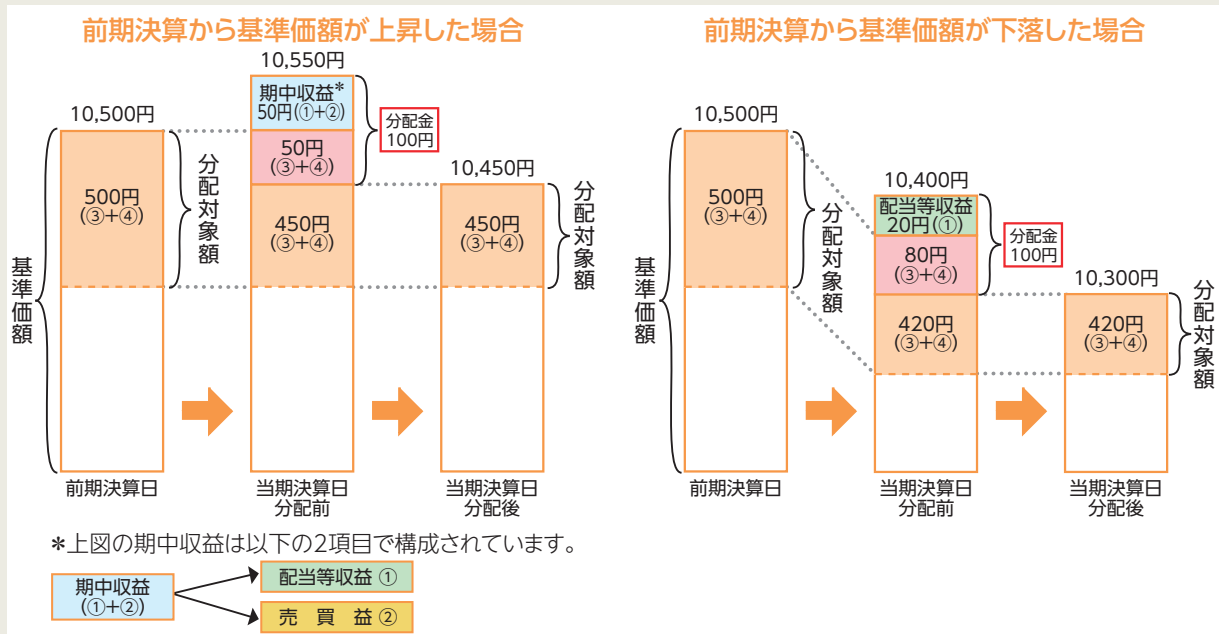 前期決算から基準価額が上昇した場合
10,500円
10,550円
期中収益*
50円(①+②)
分配金
100円
50円
(③+④)
10,450円
500円
(③+④)
分配対象額
450円
(③+④)
450円
(③+④)
分配対象額
基準価額
前期決算日
当期決算日
分配前
当期決算日
分配後
前期決算から基準価額が下落した場合
10,500円
10,400円
配当等収益
20円(①)
分配金
100円
80円
(③+④)
10,300円
500円
(③+④)
分配対象額
420円
(③+④)
420円
(③+④)
分配対象額
基準価額
前期決算日
当期決算日
分配前
当期決算日
分配後
*上図の期中収益は以下の2項目で構成されています。
期中収益
(①+②)
配当等収益 ①
売 買 益 ②